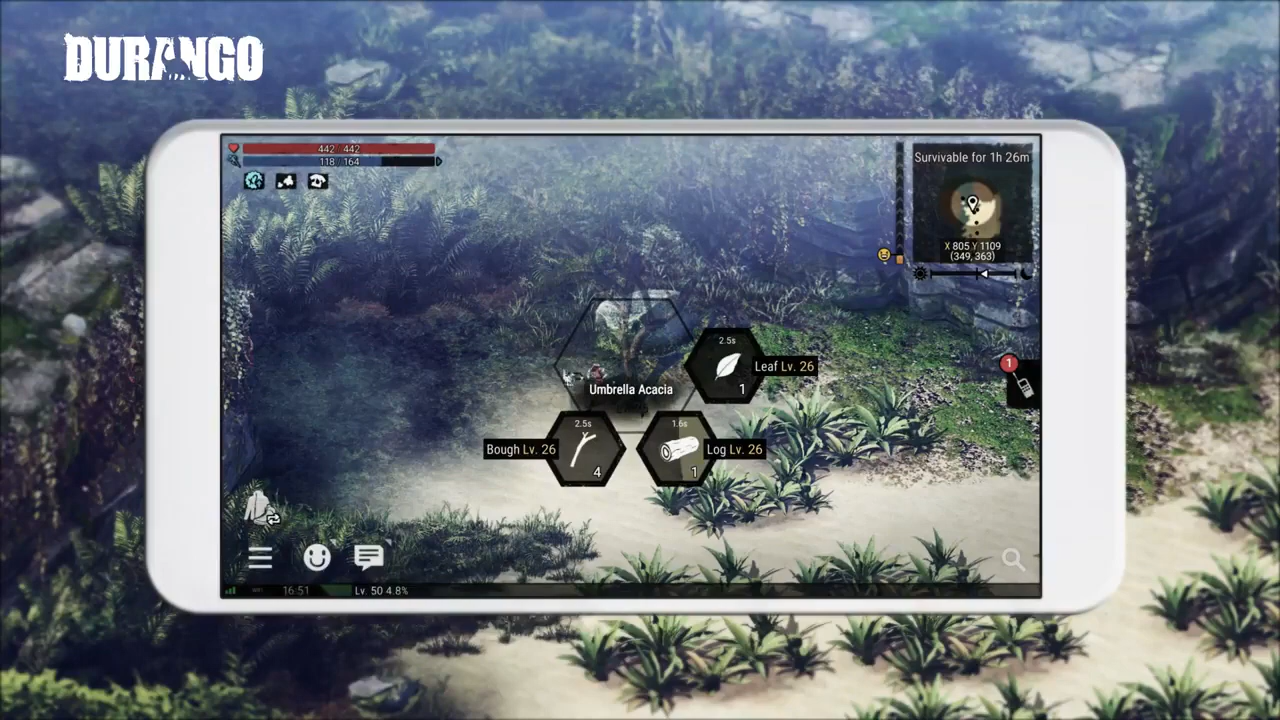 DURANGO
442 / 442
118 / 164
Survivable for 1h 26m
X 805 Y 1109
(349, 363)
2.5s
Leaf Lv. 26
1
1
Umbrella Acacia
2.5s
Bough Lv. 26
4
1.6s
Log Lv. 26
1
16:51
Lv. 50 4.8%